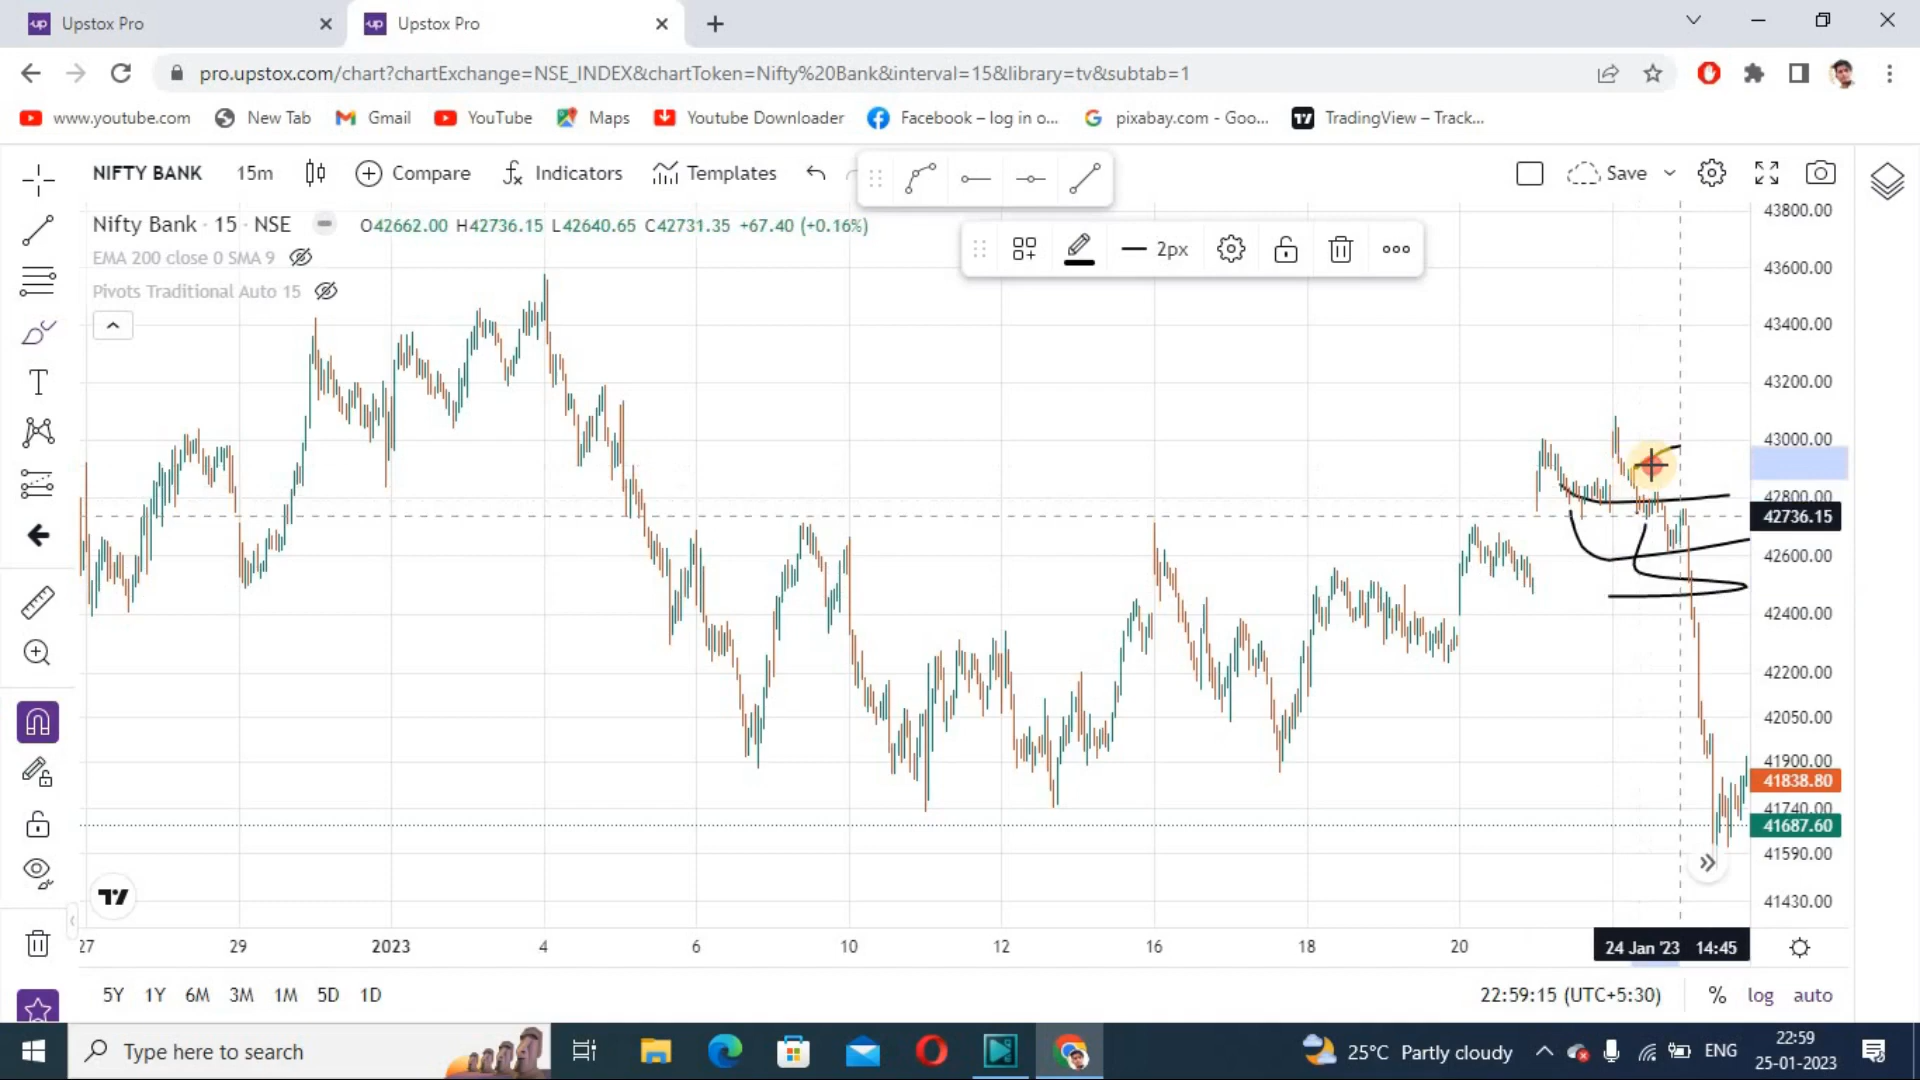 Upstox Pro
Upstox Pro
pro.upstox.com/chart?chartExchange=NSE_INDEX&chartToken=Nifty%20Bank&interval=15&library=tv&subtab=1
www.youtube.com New Tab Gmail YouTube Maps Youtube Downloader Facebook – log in o... pixabay.com - Goo... TradingView – Track...
NIFTY BANK 15m Compare Indicators Templates Save
Nifty Bank · 15 · NSE O42662.00 H42736.15 L42640.65 C42731.35 +67.40 (+0.16%)
2px
EMA 200 close 0 SMA 9
Pivots Traditional Auto 15
43800.00
43600.00
43400.00
43200.00
43000.00
42800.00
42736.15
42600.00
42400.00
42200.00
42050.00
41900.00
41838.80
41740.00
41687.60
41590.00
41430.00
27 29 2023 4 6 10 12 16 18 20 24 Jan '23 14:45
5Y 1Y 6M 3M 1M 5D 1D 22:59:15 (UTC+5:30) % log auto
Type here to search 25°C Partly cloudy ENG 22:59
25-01-2023